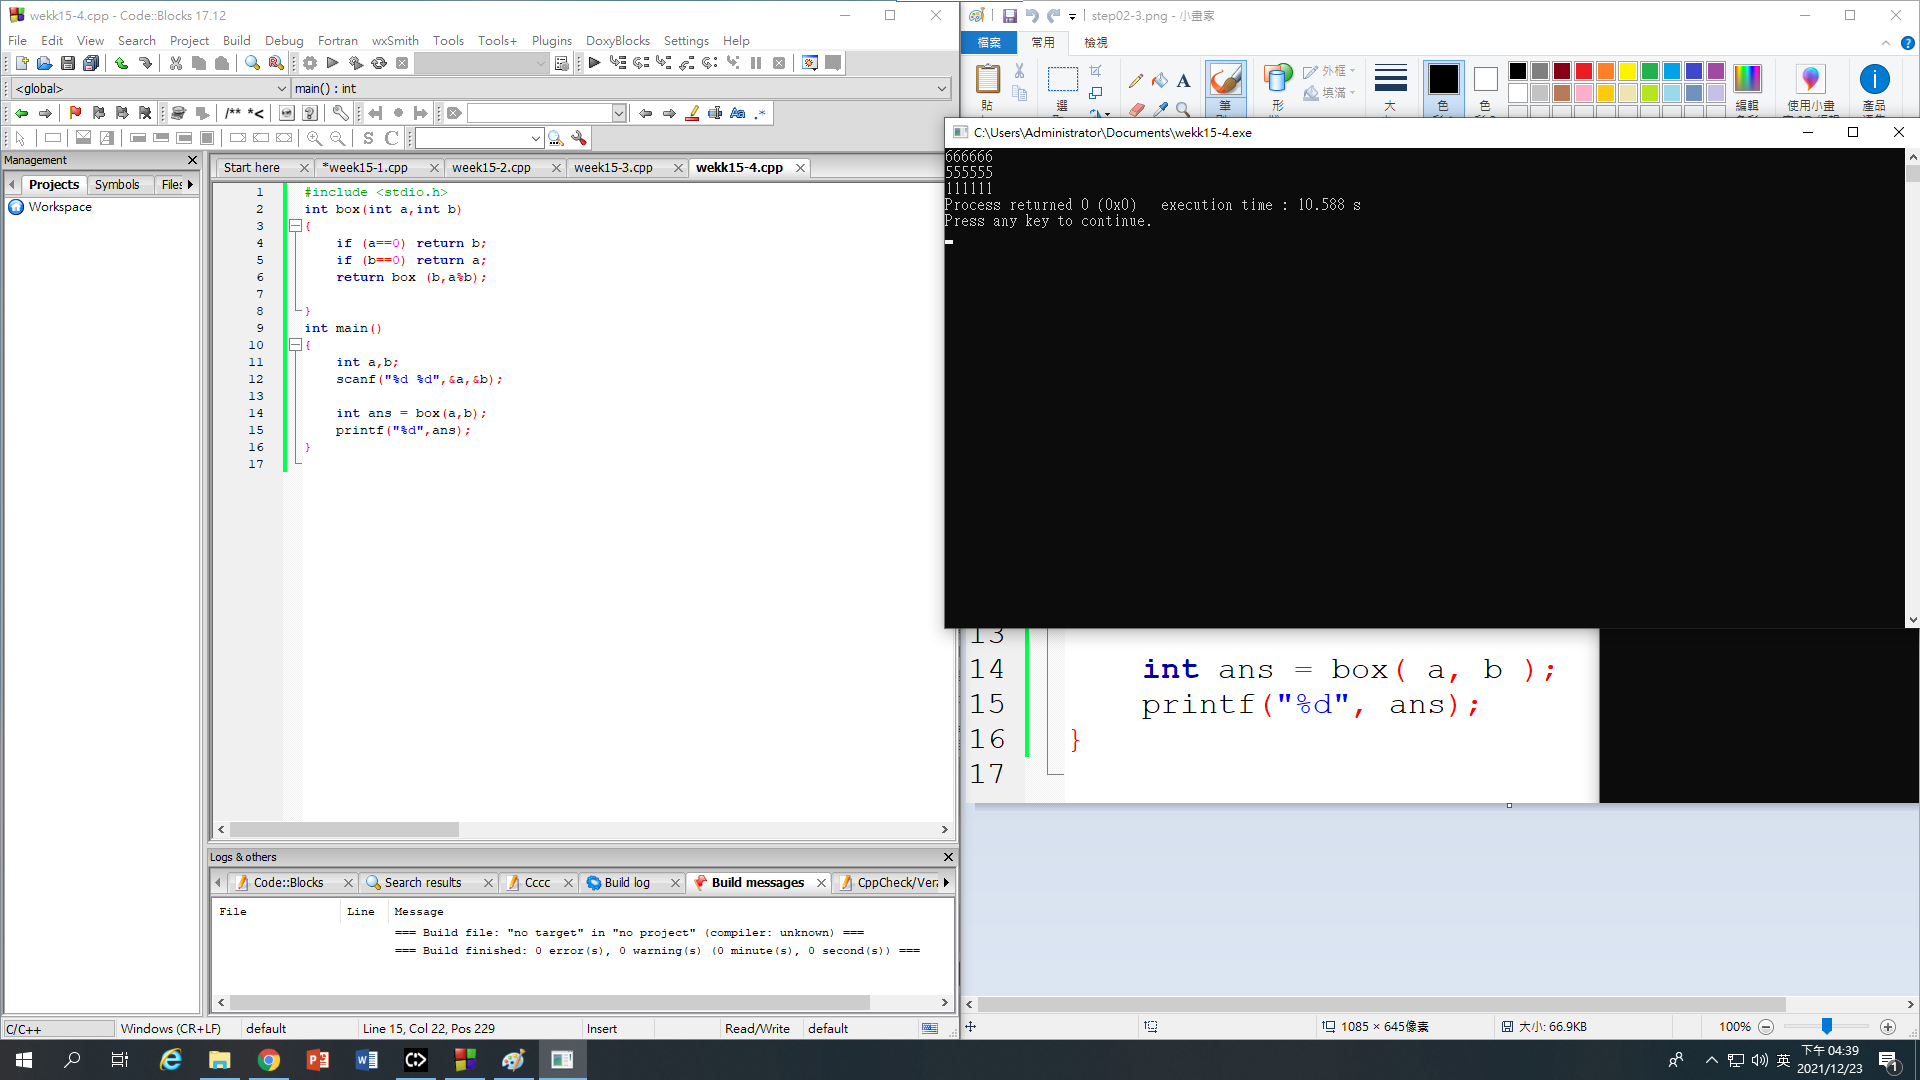 wekk15-4.cpp - Code::Blocks 17.12
File Edit View Search Project Build Debug Fortran wxSmith Tools Tools+ Plugins DoxyBlocks Settings Help
<global> main() : int
Management
Projects Symbols Files
Workspace
Start here *week15-1.cpp week15-2.cpp week15-3.cpp wekk15-4.cpp
1 #include <stdio.h>
2 int box(int a,int b)
3 {
4 if (a==0) return b;
5 if (b==0) return a;
6 return box (b,a%b);
7
8 }
9 int main()
10 {
11 int a,b;
12 scanf("%d %d",&a,&b);
13
14 int ans = box(a,b);
15 printf("%d",ans);
16 }
17
Logs & others
Code::Blocks Search results Cccc Build log Build messages CppCheck/Vera
File Line Message
=== Build file: "no target" in "no project" (compiler: unknown) ===
=== Build finished: 0 error(s), 0 warning(s) (0 minute(s), 0 second(s)) ===
C/C++ Windows (CR+LF) default Line 15, Col 22, Pos 229 Insert Read/Write default
step02-3.png - 小畫家
檔案 常用 檢視
貼 選 筆 形 外框 填滿 大 色 色 編輯 使用小畫 產品
C:\Users\Administrator\Documents\wekk15-4.exe
666666
555555
111111
Process returned 0 (0x0) execution time : 10.588 s
Press any key to continue.
13
14 int ans = box( a, b );
15 printf("%d", ans);
16 }
17
1085 × 645像素 大小: 66.9KB 100%
英 下午 04:39
2021/12/23
1